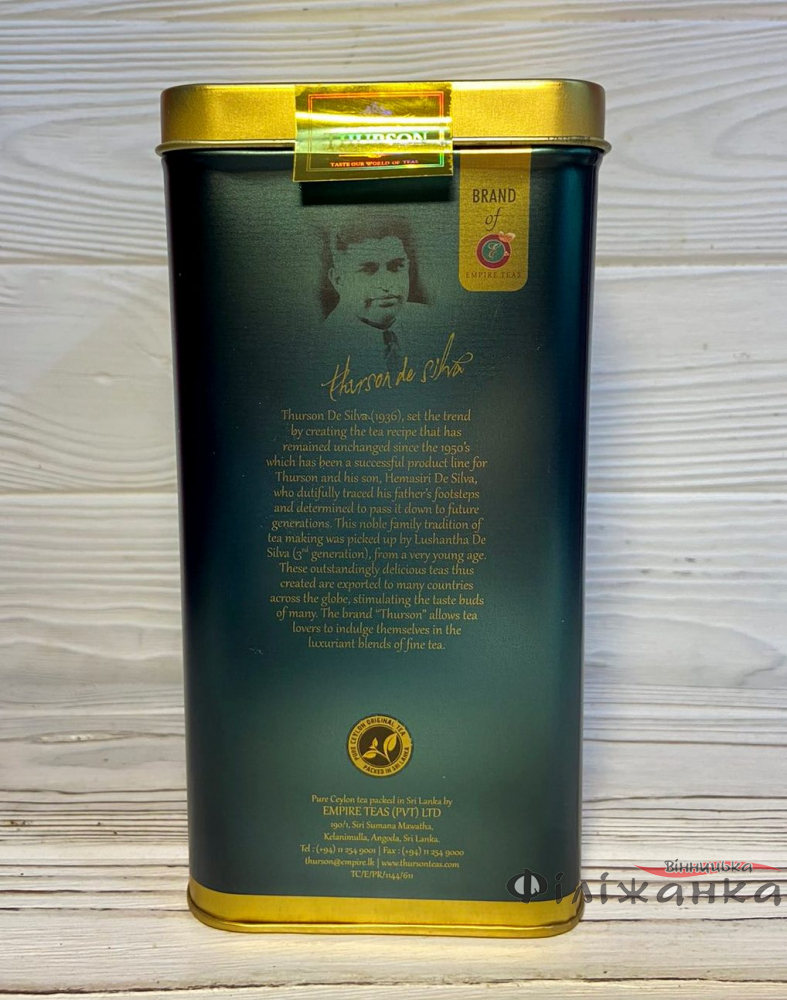 THURSON
TASTE OUR WORLD OF TEAS
BRAND
of
E
EMPIRE TEAS
thurson de silva
Thurson De Silva (1936), set the trend
by creating the tea recipe that has
remained unchanged since the 1950's
which has been a successful product line for
Thurson and his son, Hemasiri De Silva,
who dutifully traced his father's footsteps
and determined to pass it down to future
generations. This noble family tradition of
tea making was picked up by Lushantha De
Silva (3rd generation), from a very young age.
These outstandingly delicious teas thus
created are exported to many countries
across the globe, stimulating the taste buds
of many. The brand "Thurson" allows tea
lovers to indulge themselves in the
luxuriant blends of fine tea.
PURE CEYLON ORIGINAL TEA
PACKED IN SRI LANKA
Pure Ceylon tea packed in Sri Lanka by
EMPIRE TEAS (PVT) LTD
190/1, Siri Sumana Mawatha,
Kelanimulla, Angoda, Sri Lanka.
Tel : (+94) 11 254 9001 | Fax : (+94) 11 254 9000
thurson@empire.lk | www.thursonteas.com
TC/E/PR/1144/611
Вінницька
Філіжанка